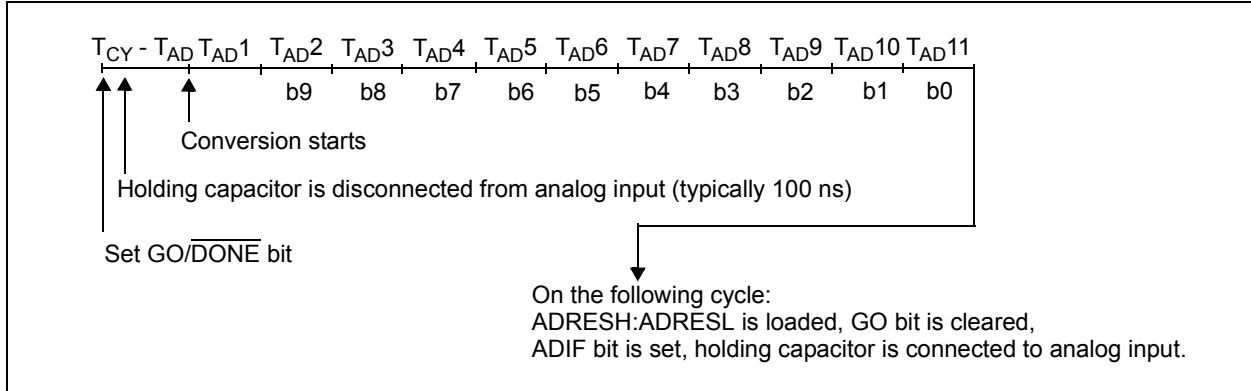 TCY - TAD TAD1 TAD2 TAD3 TAD4 TAD5 TAD6 TAD7 TAD8 TAD9 TAD10 TAD11
b9 b8 b7 b6 b5 b4 b3 b2 b1 b0
Conversion starts
Holding capacitor is disconnected from analog input (typically 100 ns)
Set GO/DONE bit
On the following cycle:
ADRESH:ADRESL is loaded, GO bit is cleared,
ADIF bit is set, holding capacitor is connected to analog input.